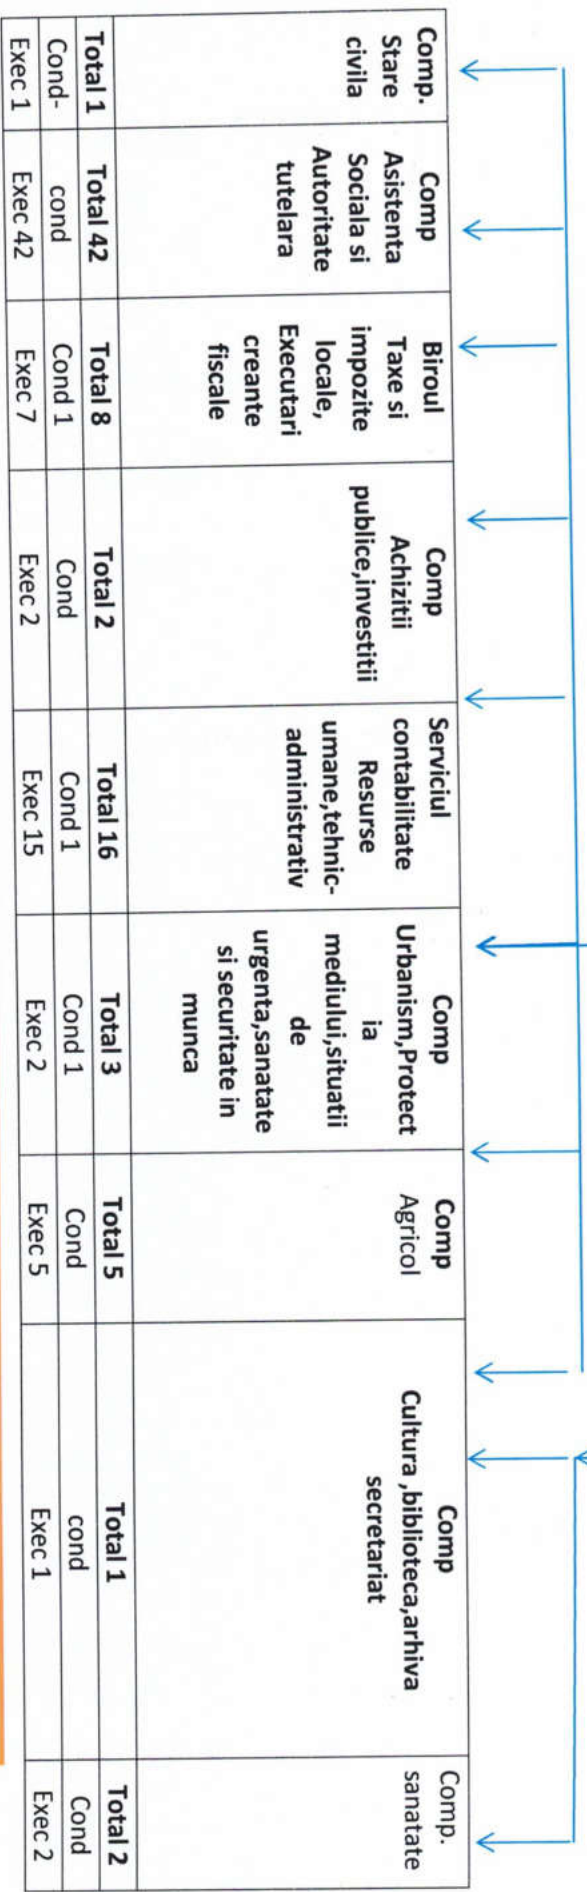 Comp.
Stare
civila
Total 1
Cond-
Exec 1
Comp
Asistenta
Sociala si
Autoritate
tutelara
Total 42
cond
Exec 42
Biroul
Taxe si
impozite
locale,
Executari
creante
fiscale
Total 8
Cond 1
Exec 7
Comp
Achizitii
publice,investitii
Total 2
Cond
Exec 2
Serviciul
contabilitate
Resurse
umane,tehnic-
administrativ
Total 16
Cond 1
Exec 15
Comp
Urbanism,Protect
ia
mediului,situatii
de
urgenta,sanatate
si securitate in
munca
Total 3
Cond 1
Exec 2
Comp
Agricol
Total 5
Cond
Exec 5
Comp
Cultura ,biblioteca,arhiva
secretariat
Total 1
cond
Exec 1
Comp.
sanatate
Total 2
Cond
Exec 2